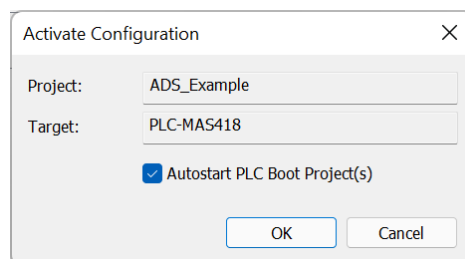 Activate Configuration
Project: ADS_Example
Target: PLC-MAS418
Autostart PLC Boot Project(s)
OK Cancel